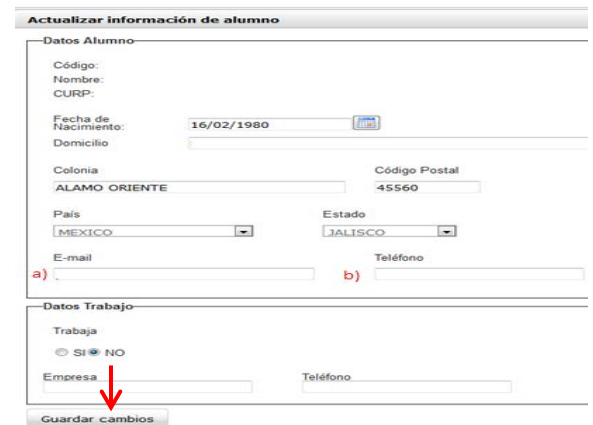 Actualizar información de alumno
Datos Alumno
Código:
Nombre:
CURP:
Fecha de
Nacimiento:
16/02/1980
Domicilio
Colonia
Código Postal
ALAMO ORIENTE
45560
País
Estado
MEXICO
JALISCO
E-mail
Teléfono
a)
b)
Datos Trabajo
Trabaja
SI
NO
Empresa
Teléfono
Guardar cambios